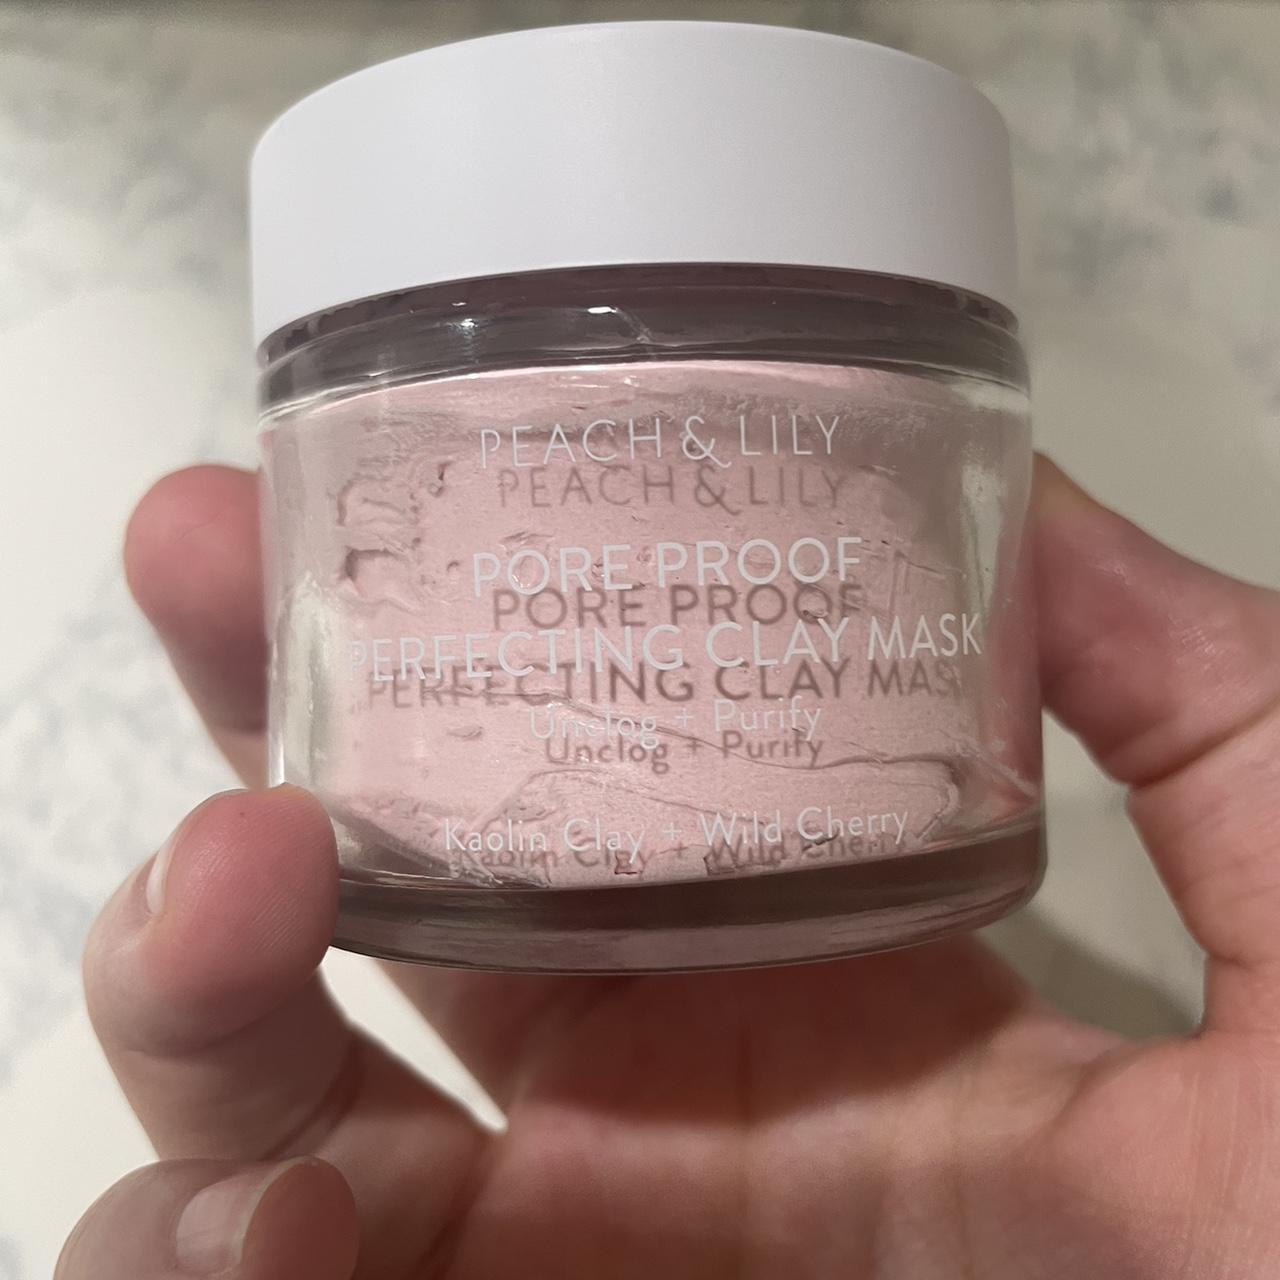 PEACH & LILY
PORE PROOF
PERFECTING CLAY MASK
Unclog + Purify
Kaolin Clay + Wild Cherry